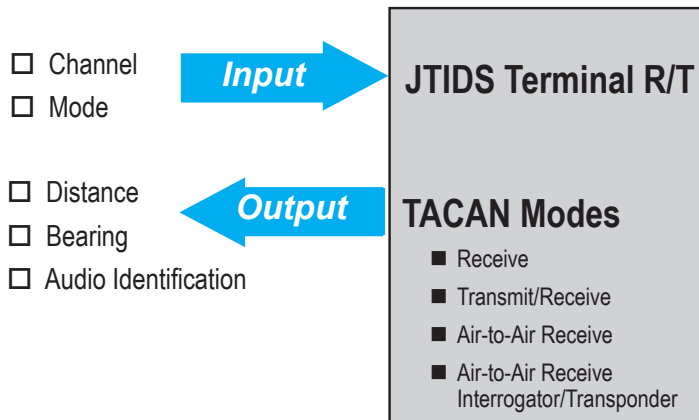 Channel
Mode
Input
JTIDS Terminal R/T
Distance
Bearing
Audio Identification
Output
TACAN Modes
Receive
Transmit/Receive
Air-to-Air Receive
Air-to-Air Receive
Interrogator/Transponder